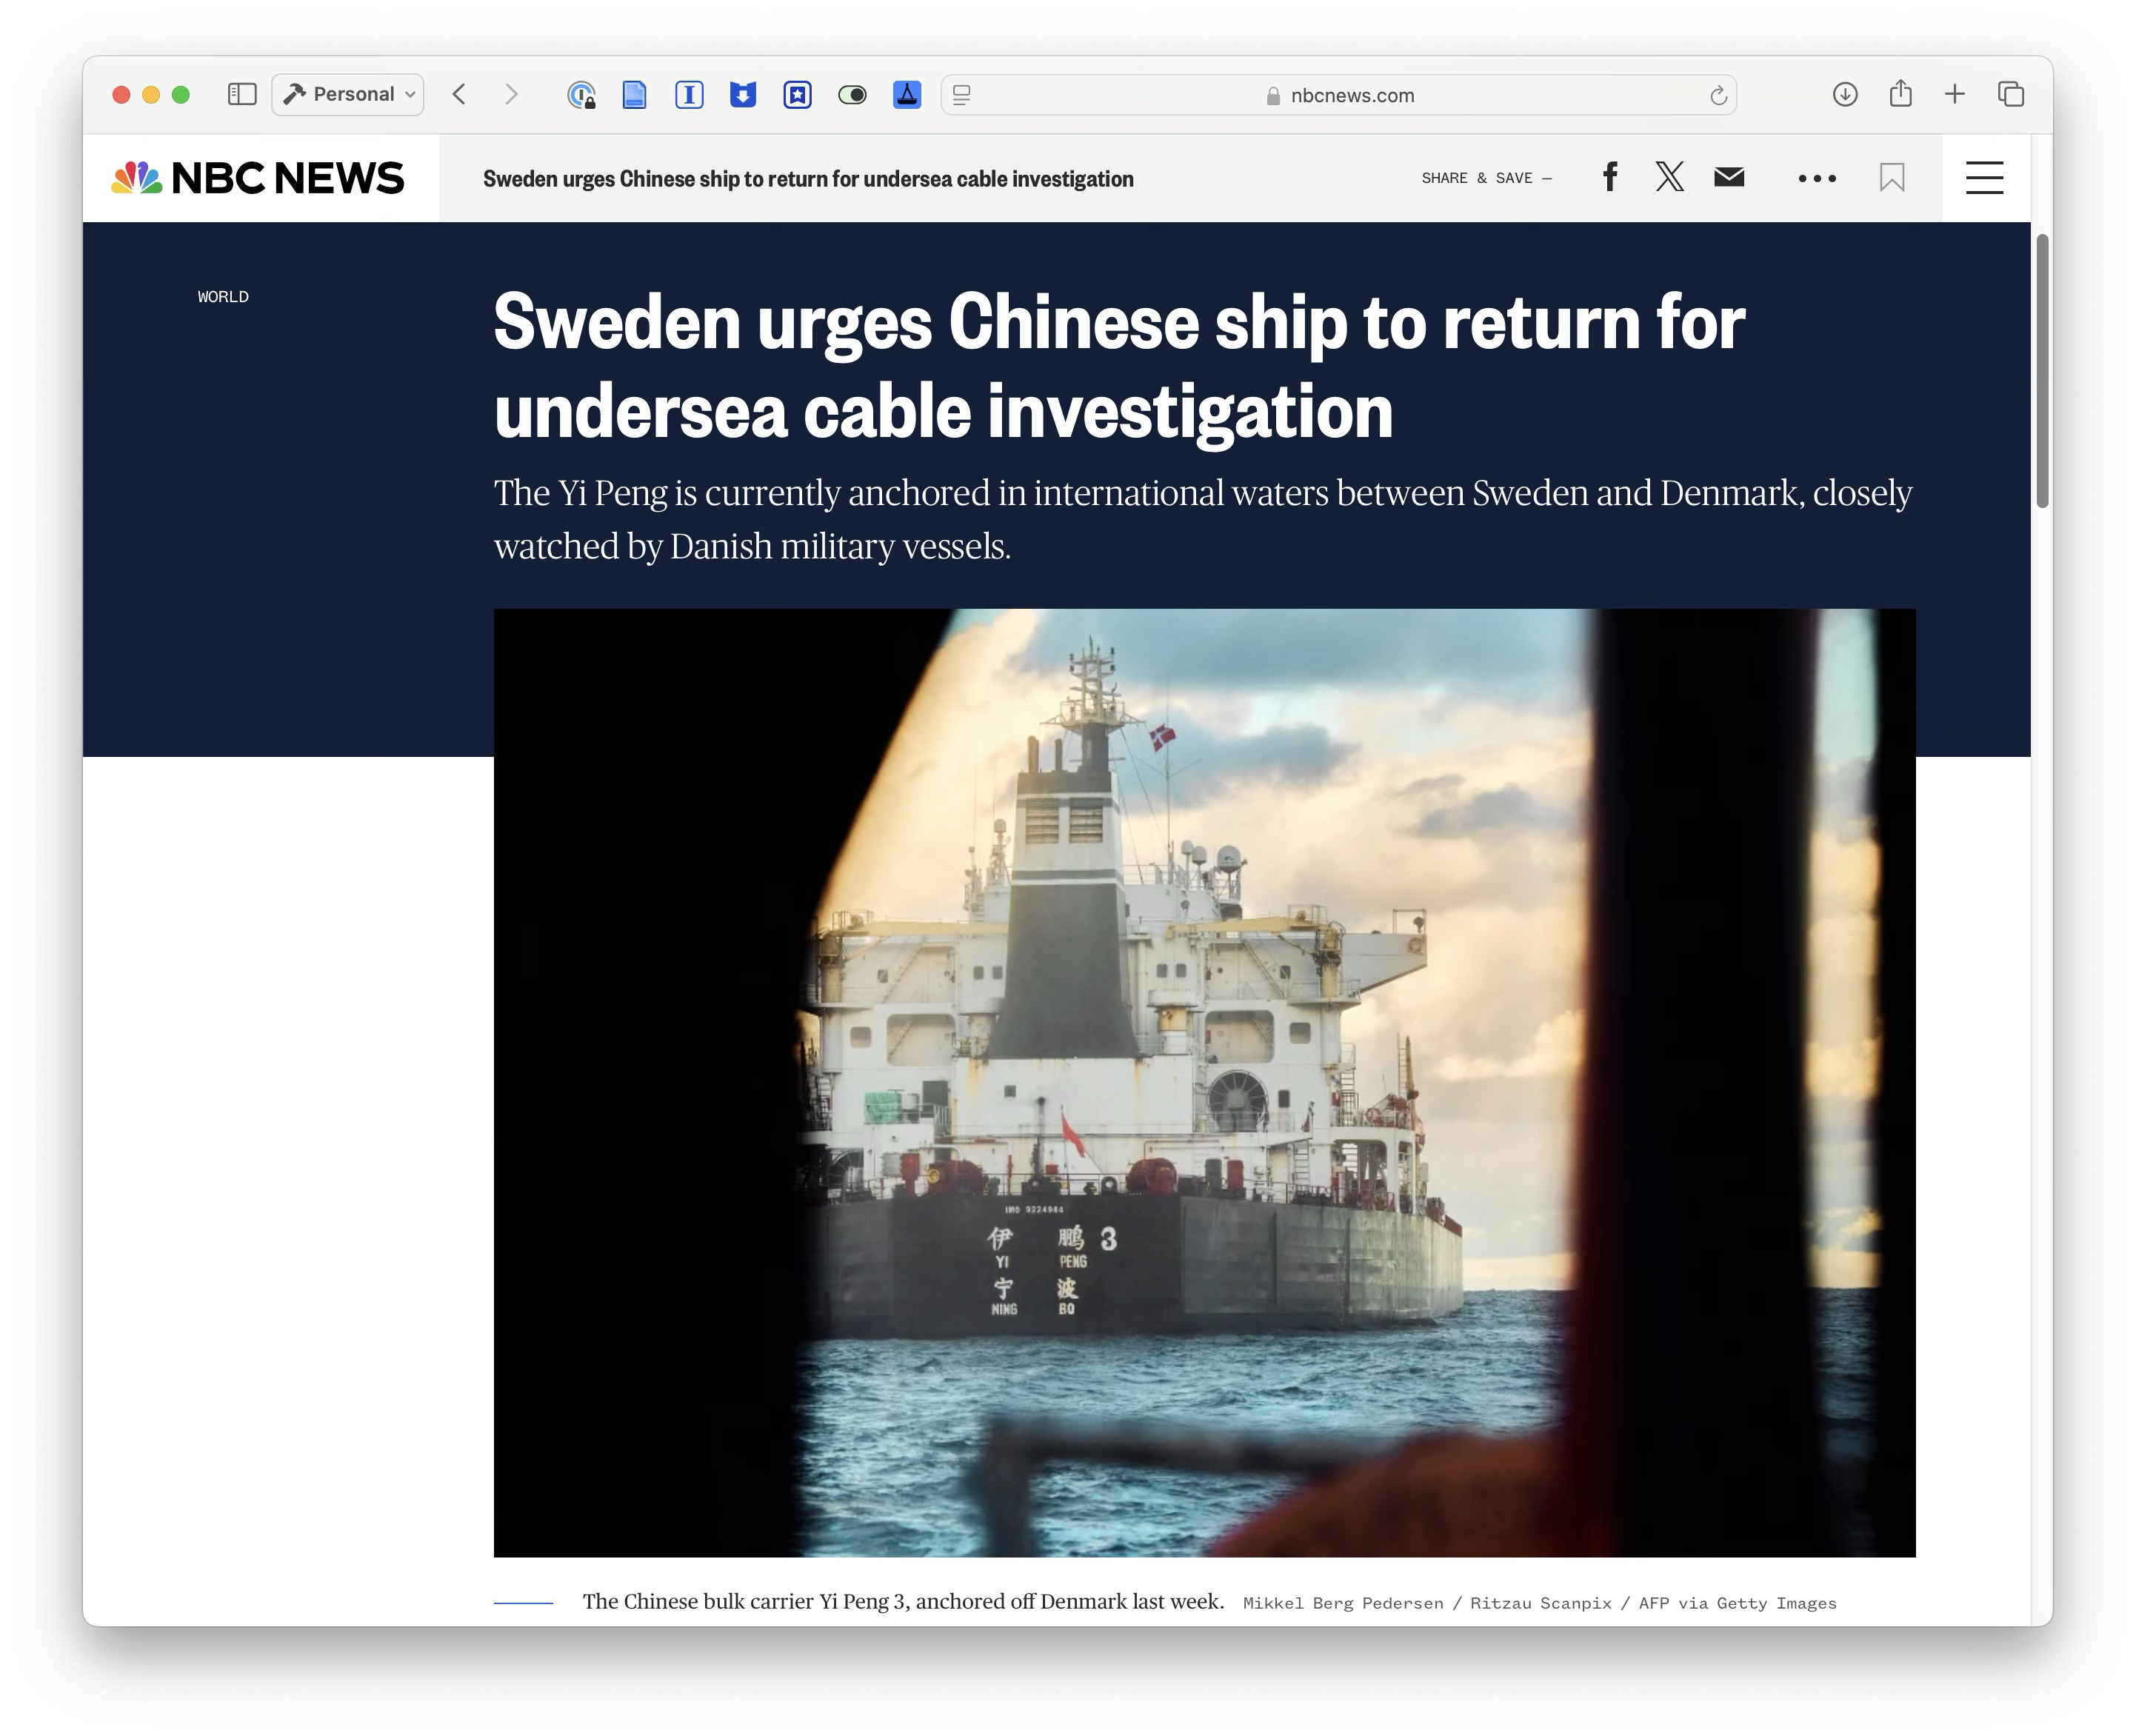 Personal
nbcnews.com
NBC NEWS
Sweden urges Chinese ship to return for undersea cable investigation
SHARE & SAVE —
WORLD
Sweden urges Chinese ship to return for
undersea cable investigation
The Yi Peng is currently anchored in international waters between Sweden and Denmark, closely
watched by Danish military vessels.
IMO 9224984
伊 鹏 3
YI PENG
宁 波
NING BO
The Chinese bulk carrier Yi Peng 3, anchored off Denmark last week. Mikkel Berg Pedersen / Ritzau Scanpix / AFP via Getty Images